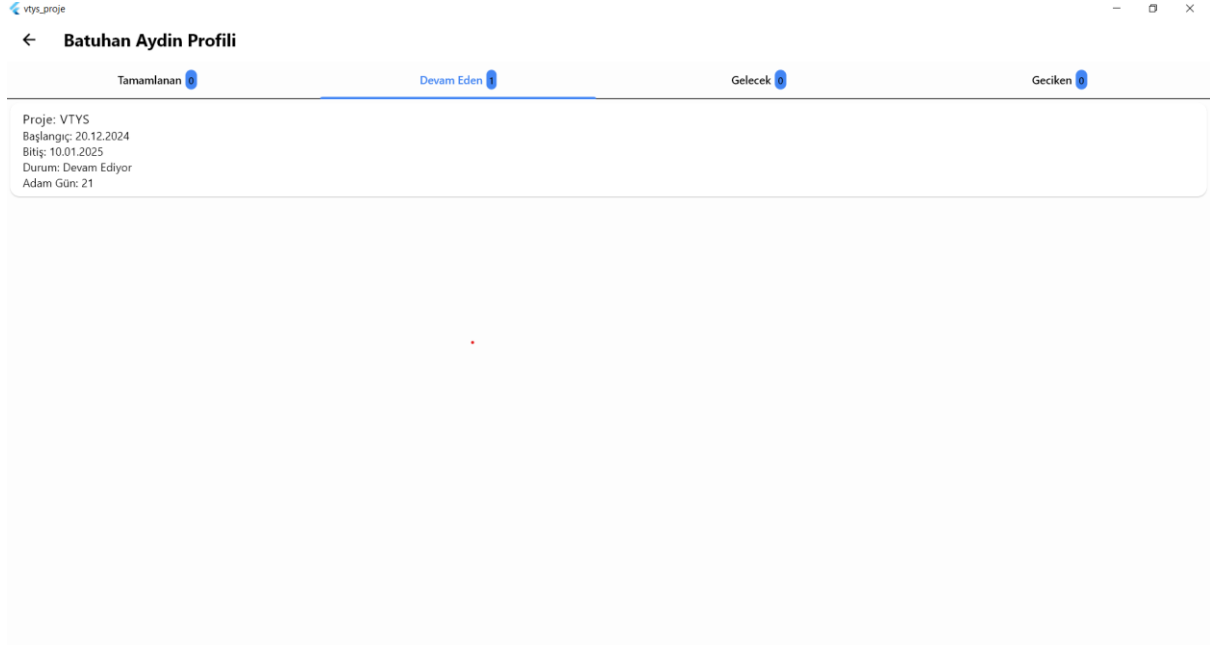 vtys_proje
Batuhan Aydin Profili
Tamamlanan 0 Devam Eden 1 Gelecek 0 Geciken 0
Proje: VTYS
Başlangıç: 20.12.2024
Bitiş: 10.01.2025
Durum: Devam Ediyor
Adam Gün: 21